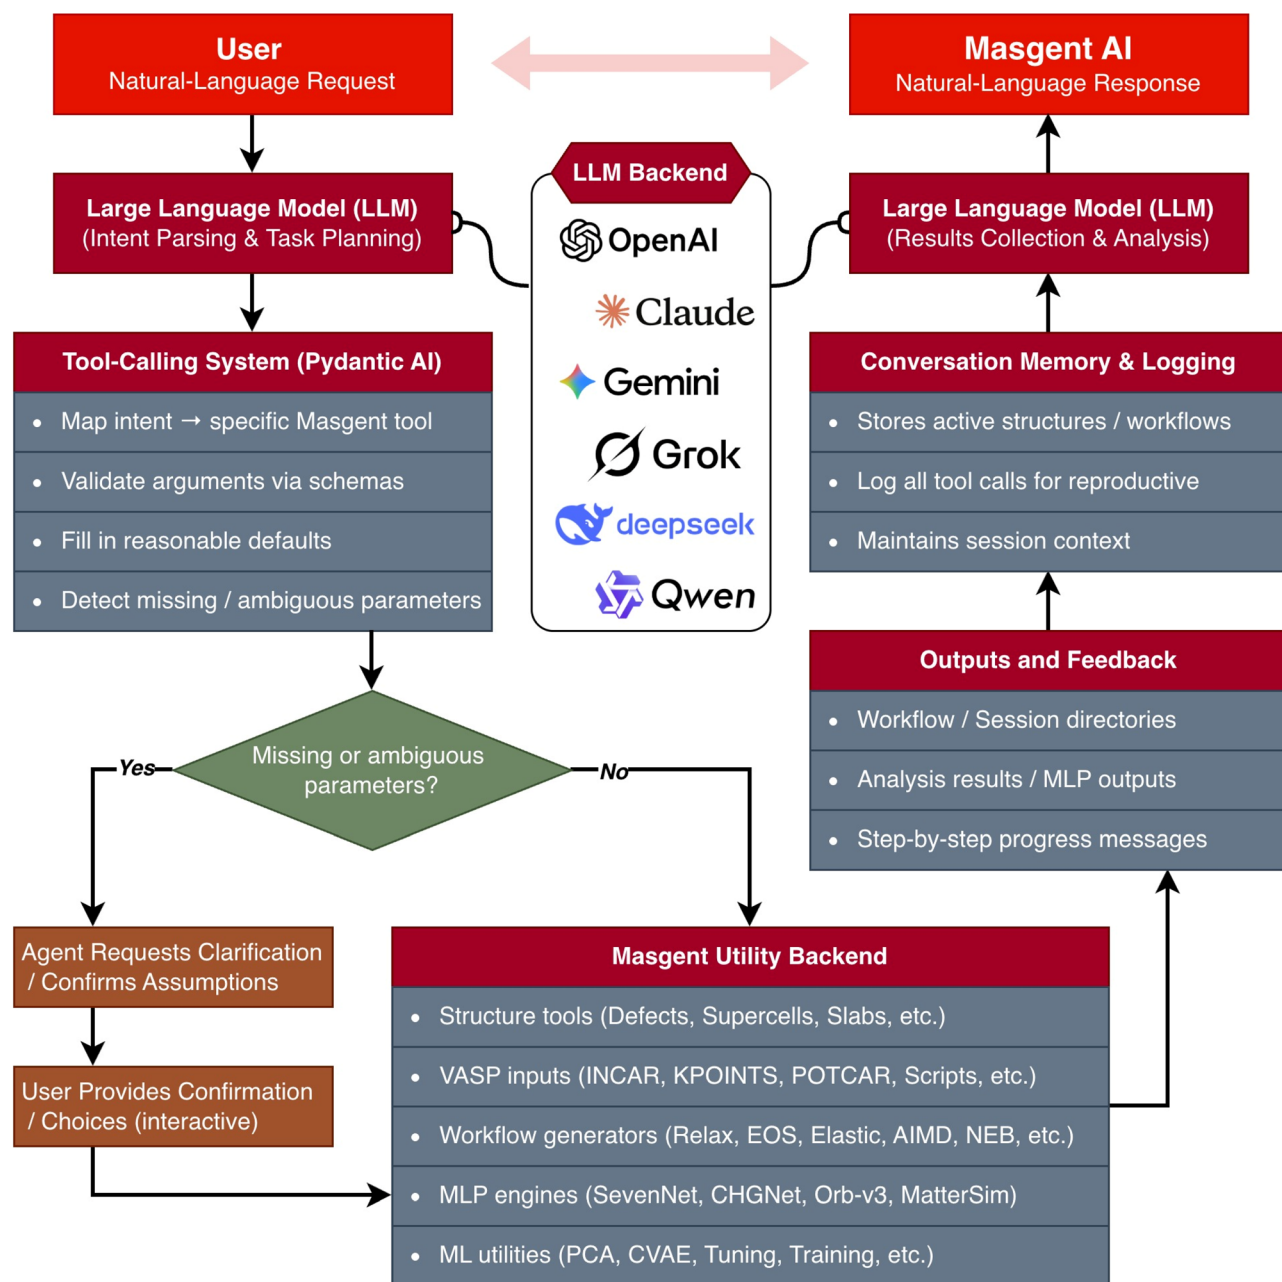 User
Natural-Language Request
Masgent AI
Natural-Language Response
Large Language Model (LLM)
(Intent Parsing & Task Planning)
LLM Backend
OpenAI
Claude
Gemini
Grok
deepseek
Qwen
Large Language Model (LLM)
(Results Collection & Analysis)
Tool-Calling System (Pydantic AI)
• Map intent → specific Masgent tool
• Validate arguments via schemas
• Fill in reasonable defaults
• Detect missing / ambiguous parameters
Conversation Memory & Logging
• Stores active structures / workflows
• Log all tool calls for reproductive
• Maintains session context
Outputs and Feedback
• Workflow / Session directories
• Analysis results / MLP outputs
• Step-by-step progress messages
Missing or ambiguous
parameters?
Yes
No
Agent Requests Clarification
/ Confirms Assumptions
User Provides Confirmation
/ Choices (interactive)
Masgent Utility Backend
• Structure tools (Defects, Supercells, Slabs, etc.)
• VASP inputs (INCAR, KPOINTS, POTCAR, Scripts, etc.)
• Workflow generators (Relax, EOS, Elastic, AIMD, NEB, etc.)
• MLP engines (SevenNet, CHGNet, Orb-v3, MatterSim)
• ML utilities (PCA, CVAE, Tuning, Training, etc.)